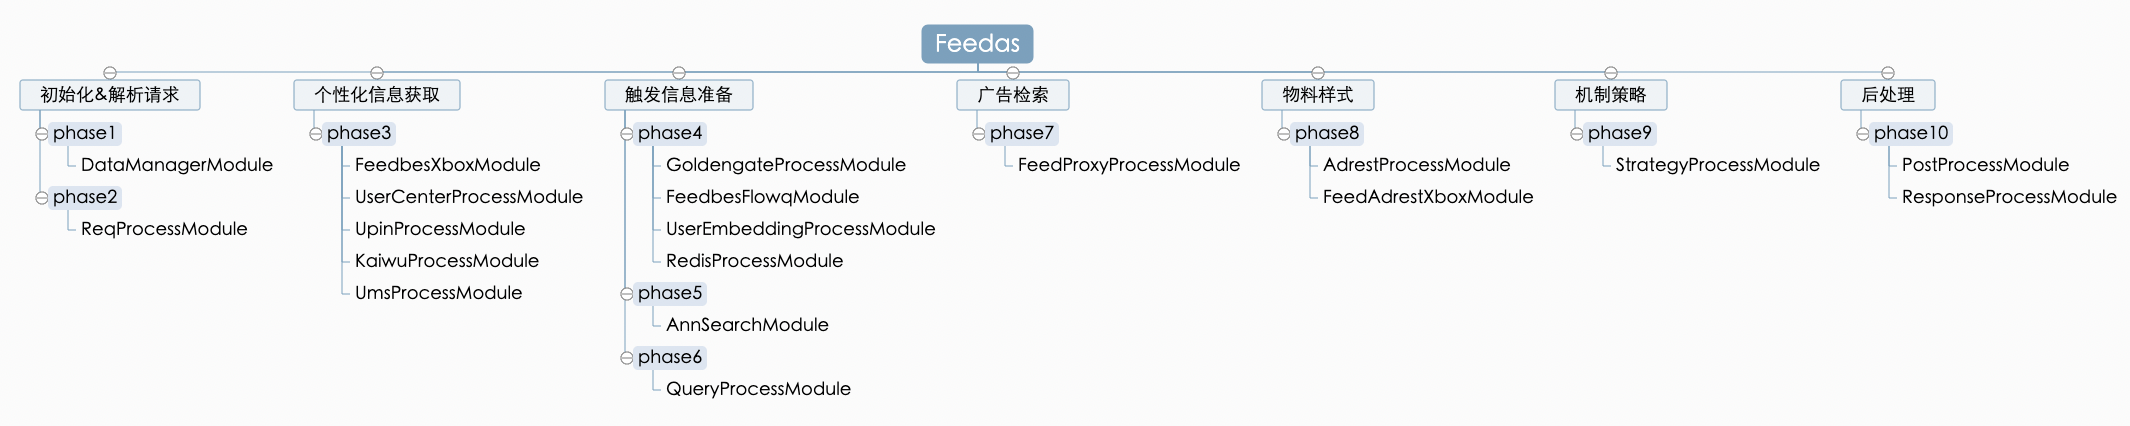 Feedas
初始化&解析请求
phase1
DataManagerModule
phase2
ReqProcessModule
个性化信息获取
phase3
FeedbesXboxModule
UserCenterProcessModule
UpinProcessModule
KaiwuProcessModule
UmsProcessModule
触发信息准备
phase4
GoldengateProcessModule
FeedbesFlowqModule
UserEmbeddingProcessModule
RedisProcessModule
phase5
AnnSearchModule
phase6
QueryProcessModule
广告检索
phase7
FeedProxyProcessModule
物料样式
phase8
AdrestProcessModule
FeedAdrestXboxModule
机制策略
phase9
StrategyProcessModule
后处理
phase10
PostProcessModule
ResponseProcessModule